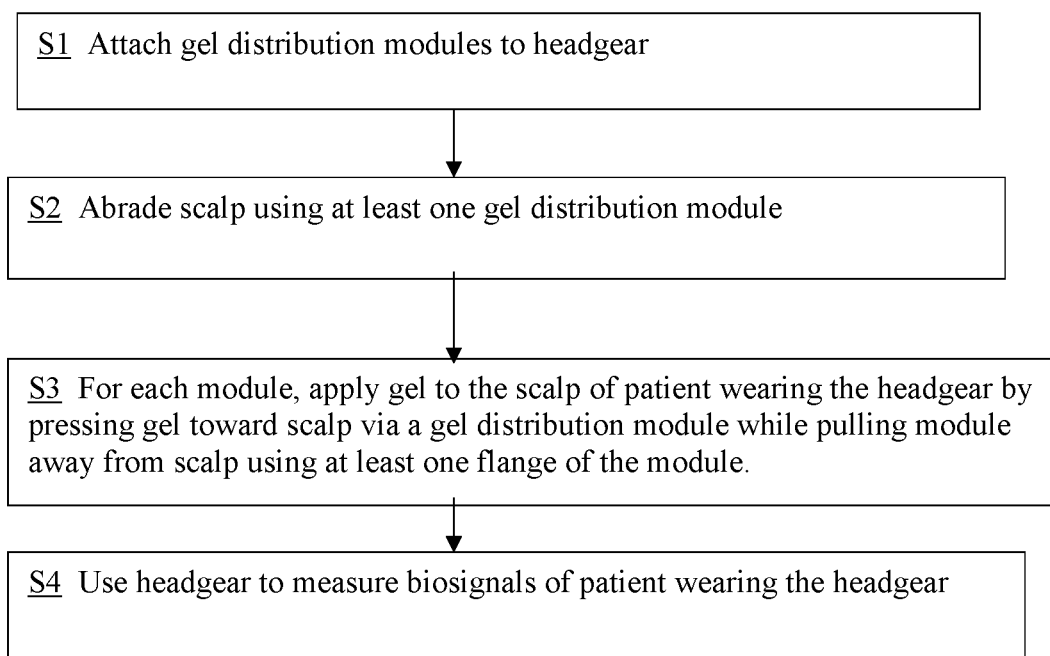 S1 Attach gel distribution modules to headgear
S2 Abrade scalp using at least one gel distribution module
S3 For each module, apply gel to the scalp of patient wearing the headgear by
pressing gel toward scalp via a gel distribution module while pulling module
away from scalp using at least one flange of the module.
S4 Use headgear to measure biosignals of patient wearing the headgear